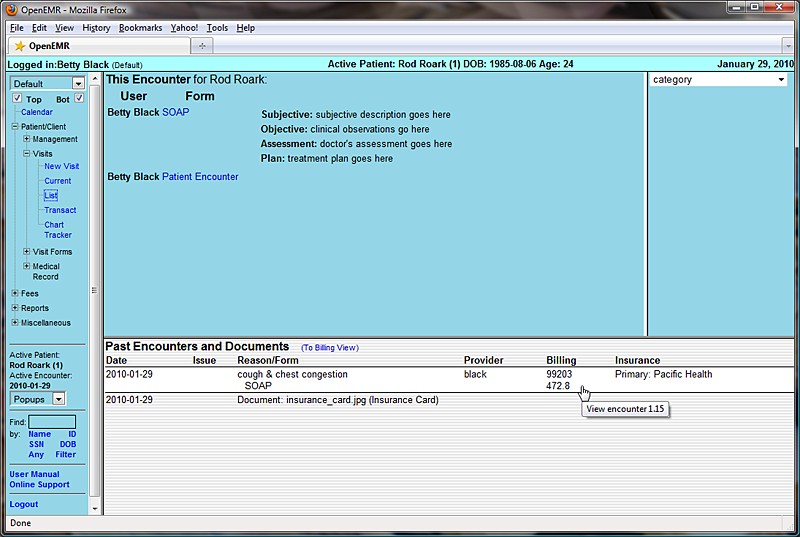 OpenEMR - Mozilla Firefox
File Edit View History Bookmarks Yahoo! Tools Help
OpenEMR
Logged in:Betty Black (Default) Active Patient: Rod Roark (1) DOB: 1985-08-06 Age: 24 January 29, 2010
Default
Top Bot
Calendar
Patient/Client
Management
Visits
New Visit
Current
List
Transact
Chart
Tracker
Visit Forms
Medical
Record
Fees
Reports
Miscellaneous
Active Patient:
Rod Roark (1)
Active Encounter:
2010-01-29
Popups
Find:
by: Name ID
SSN DOB
Any Filter
User Manual
Online Support
Logout
This Encounter for Rod Roark:
User Form
Betty Black SOAP
Subjective: subjective description goes here
Objective: clinical observations go here
Assessment: doctor's assessment goes here
Plan: treatment plan goes here
Betty Black Patient Encounter
category
Past Encounters and Documents (To Billing View)
Date Issue Reason/Form Provider Billing Insurance
2010-01-29 cough & chest congestion black 99203 Primary: Pacific Health
SOAP 472.8
2010-01-29 Document: insurance_card.jpg (Insurance Card)
View encounter 1.15
Done